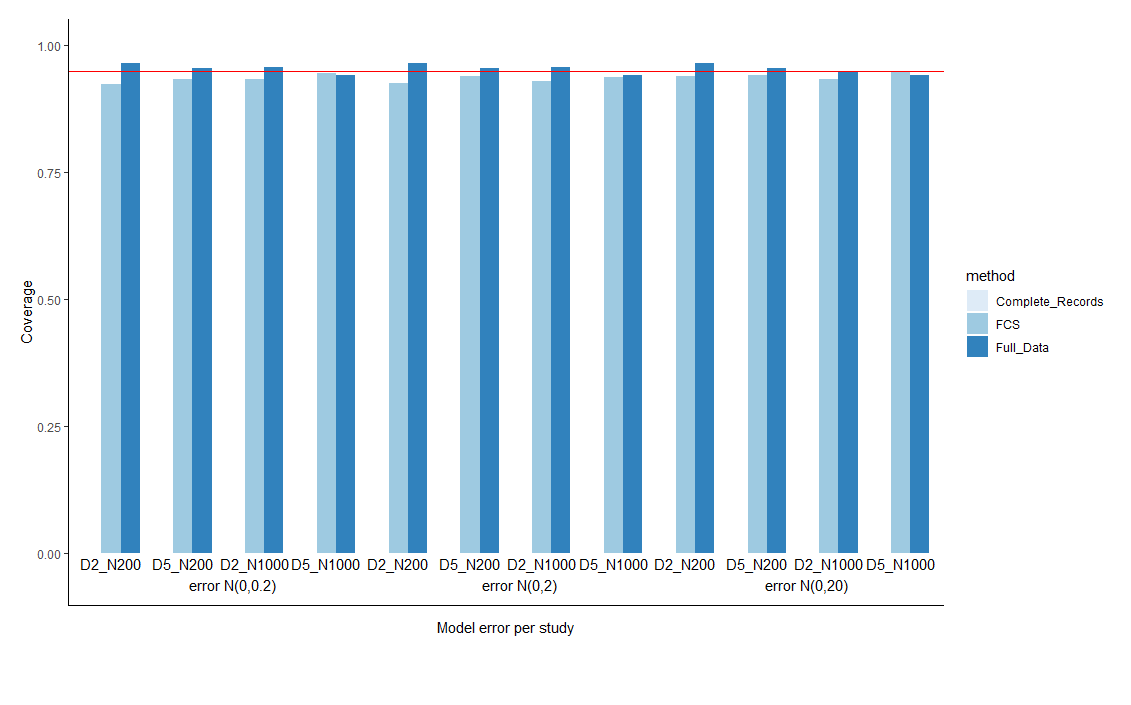 1.00
0.75
0.50
0.25
0.00
Coverage
D2_N200 D5_N200 D2_N1000 D5_N1000 D2_N200 D5_N200 D2_N1000 D5_N1000 D2_N200 D5_N200 D2_N1000 D5_N1000
error N(0,0.2) error N(0,2) error N(0,20)
Model error per study
method
Complete_Records
FCS
Full_Data